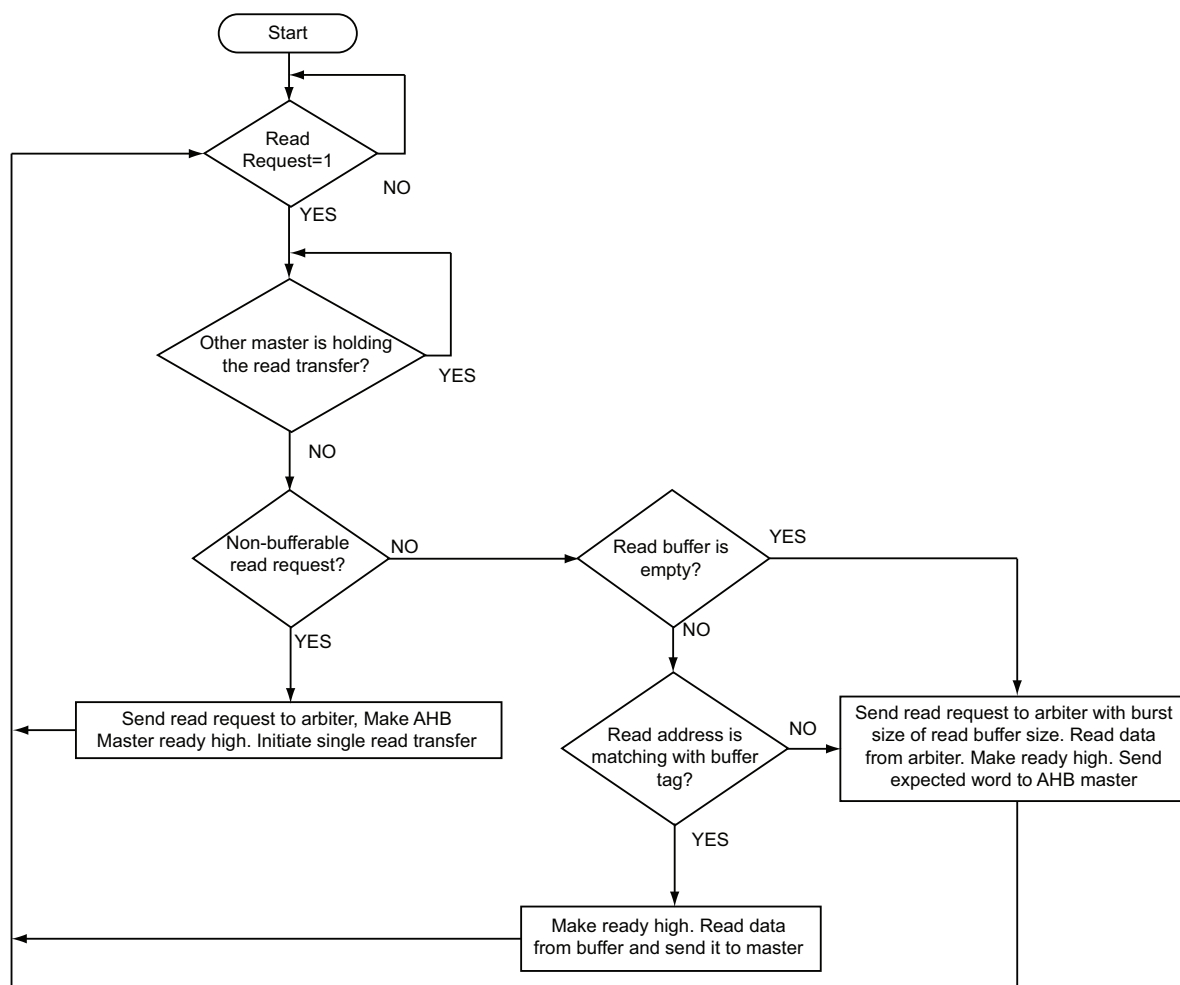 Start
Read
Request=1
NO
YES
Other master is holding
the read transfer?
YES
NO
Non-bufferable
read request?
NO
YES
Read buffer is
empty?
YES
NO
Send read request to arbiter, Make AHB
Master ready high. Initiate single read transfer
Read address is
matching with buffer
tag?
NO
YES
Send read request to arbiter with burst
size of read buffer size. Read data
from arbiter. Make ready high. Send
expected word to AHB master
Make ready high. Read data
from buffer and send it to master